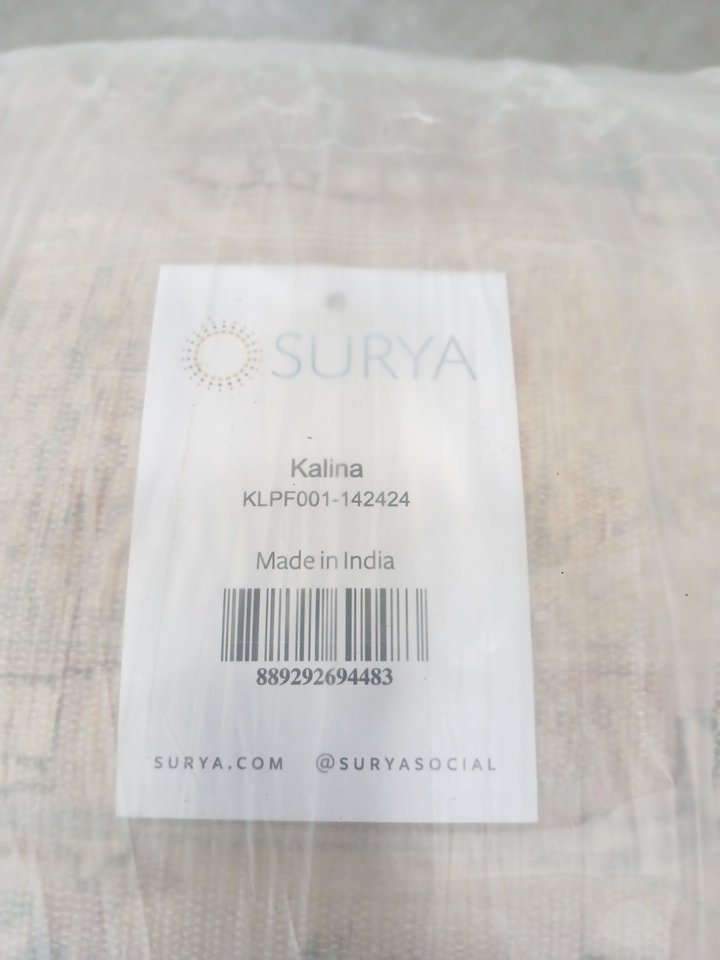 SURYA
Kalina
KLPF001-142424
Made in India
889292694483
SURYA.COM @SURYASOCIAL